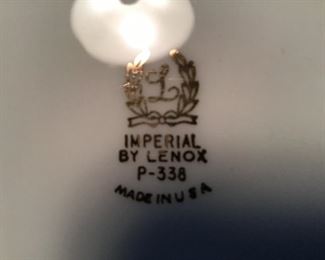 L
IMPERIAL
BY LENOX
P-338
MADE IN USA